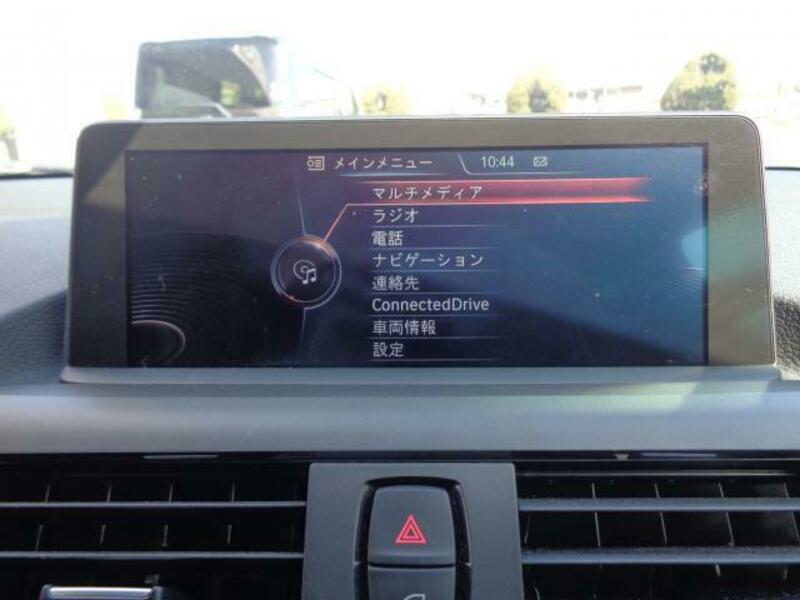 メインメニュー 10:44
マルチメディア
ラジオ
電話
ナビゲーション
連絡先
ConnectedDrive
車両情報
設定